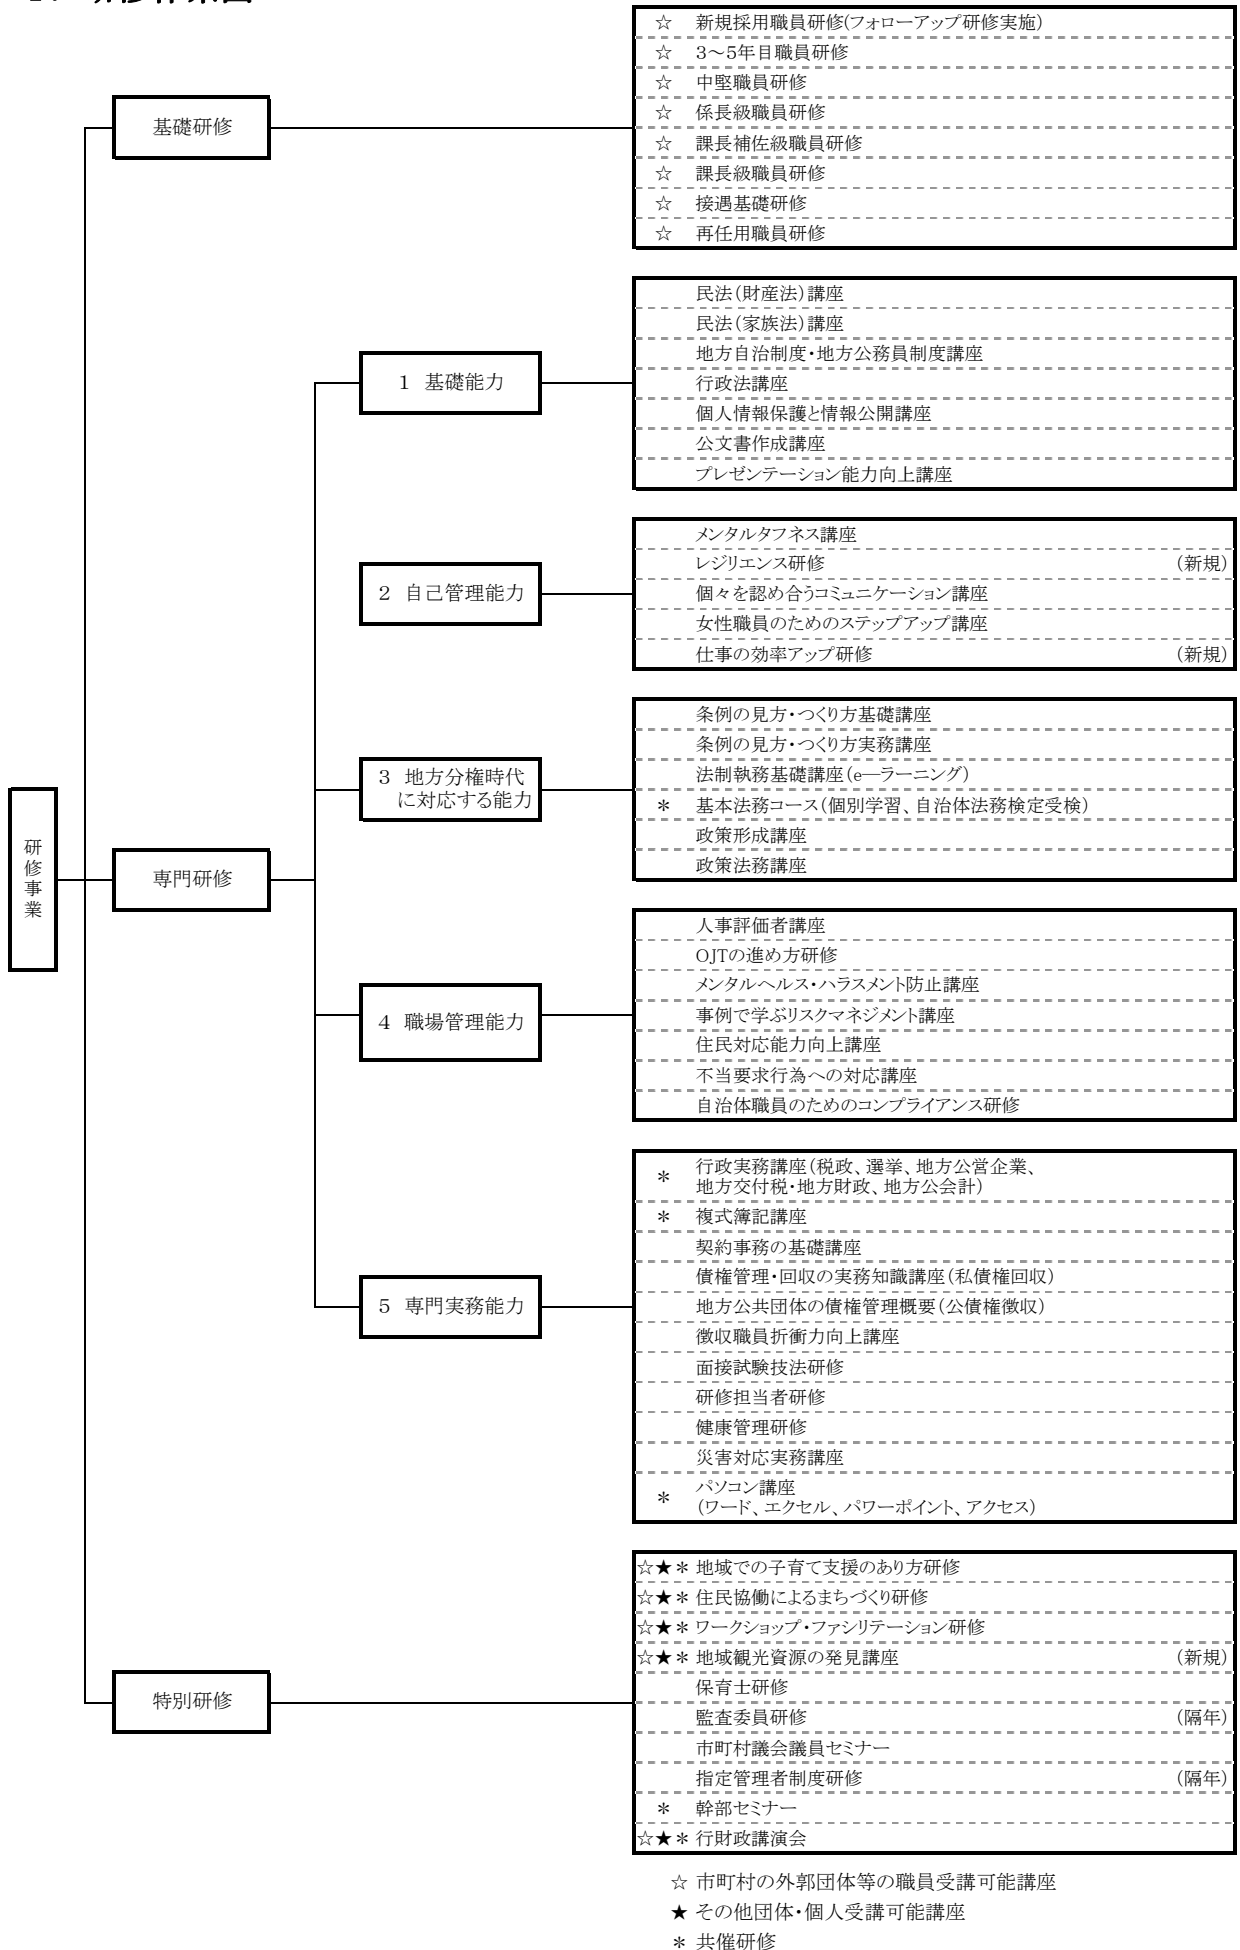 ☆ 新規採用職員研修(フォローアップ研修実施)
☆ 3～5年目職員研修
☆ 中堅職員研修
基礎研修
☆ 係長級職員研修
☆ 課長補佐級職員研修
☆ 課長級職員研修
☆ 接遇基礎研修
☆ 再任用職員研修
民法(財産法)講座
民法(家族法)講座
地方自治制度・地方公務員制度講座
1 基礎能力
行政法講座
個人情報保護と情報公開講座
公文書作成講座
プレゼンテーション能力向上講座
メンタルタフネス講座
レジリエンス研修 (新規)
2 自己管理能力
個々を認め合うコミュニケーション講座
女性職員のためのステップアップ講座
仕事の効率アップ研修 (新規)
条例の見方・つくり方基礎講座
条例の見方・つくり方実務講座
3 地方分権時代
に対応する能力
法制執務基礎講座(e―ラーニング)
＊ 基本法務コース(個別学習、自治体法務検定受検)
政策形成講座
政策法務講座
研修事業
専門研修
人事評価者講座
OJTの進め方研修
メンタルヘルス・ハラスメント防止講座
4 職場管理能力
事例で学ぶリスクマネジメント講座
住民対応能力向上講座
不当要求行為への対応講座
自治体職員のためのコンプライアンス研修
＊ 行政実務講座(税政、選挙、地方公営企業、
地方交付税・地方財政、地方公会計)
＊ 複式簿記講座
契約事務の基礎講座
債権管理・回収の実務知識講座(私債権回収)
5 専門実務能力
地方公共団体の債権管理概要(公債権徴収)
徴収職員折衝力向上講座
面接試験技法研修
研修担当者研修
健康管理研修
災害対応実務講座
＊ パソコン講座
(ワード、エクセル、パワーポイント、アクセス)
☆★＊ 地域での子育て支援のあり方研修
☆★＊ 住民協働によるまちづくり研修
☆★＊ ワークショップ・ファシリテーション研修
☆★＊ 地域観光資源の発見講座 (新規)
保育士研修
特別研修
監査委員研修 (隔年)
市町村議会議員セミナー
指定管理者制度研修 (隔年)
＊ 幹部セミナー
☆★＊ 行財政講演会
☆ 市町村の外郭団体等の職員受講可能講座
★ その他団体・個人受講可能講座
＊ 共催研修